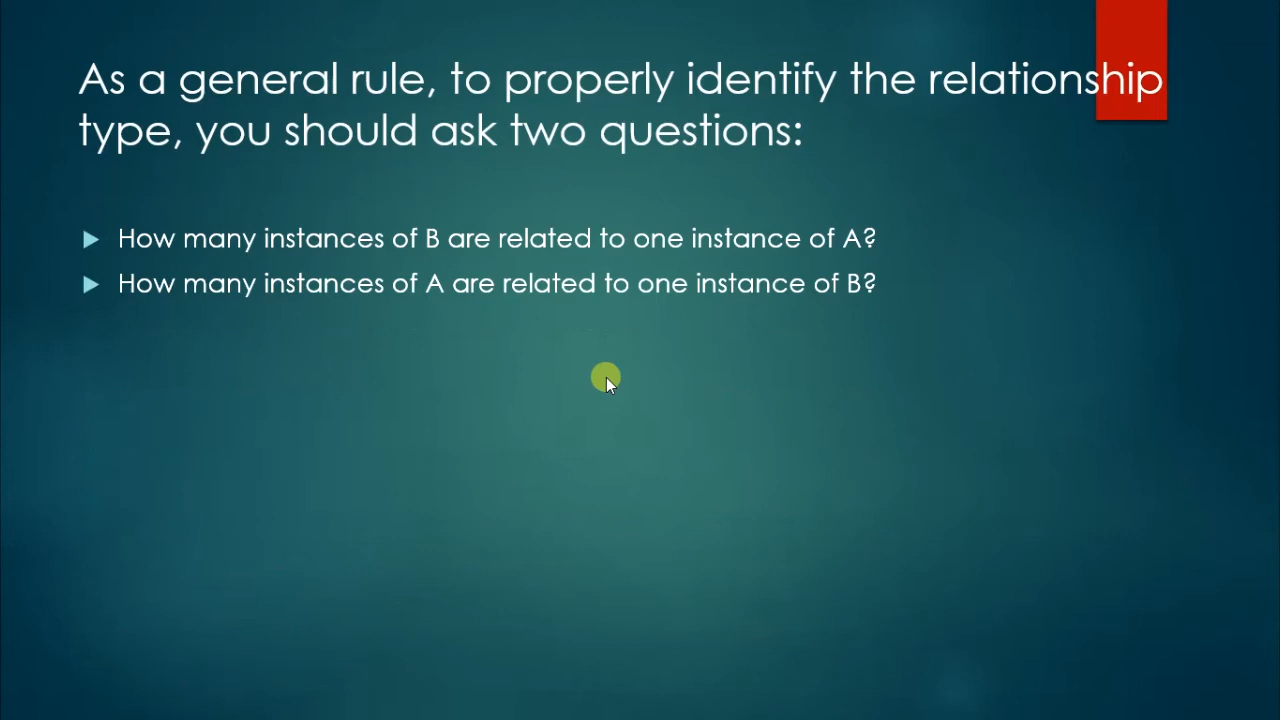 As a general rule, to properly identify the relationship
type, you should ask two questions:
How many instances of B are related to one instance of A?
How many instances of A are related to one instance of B?